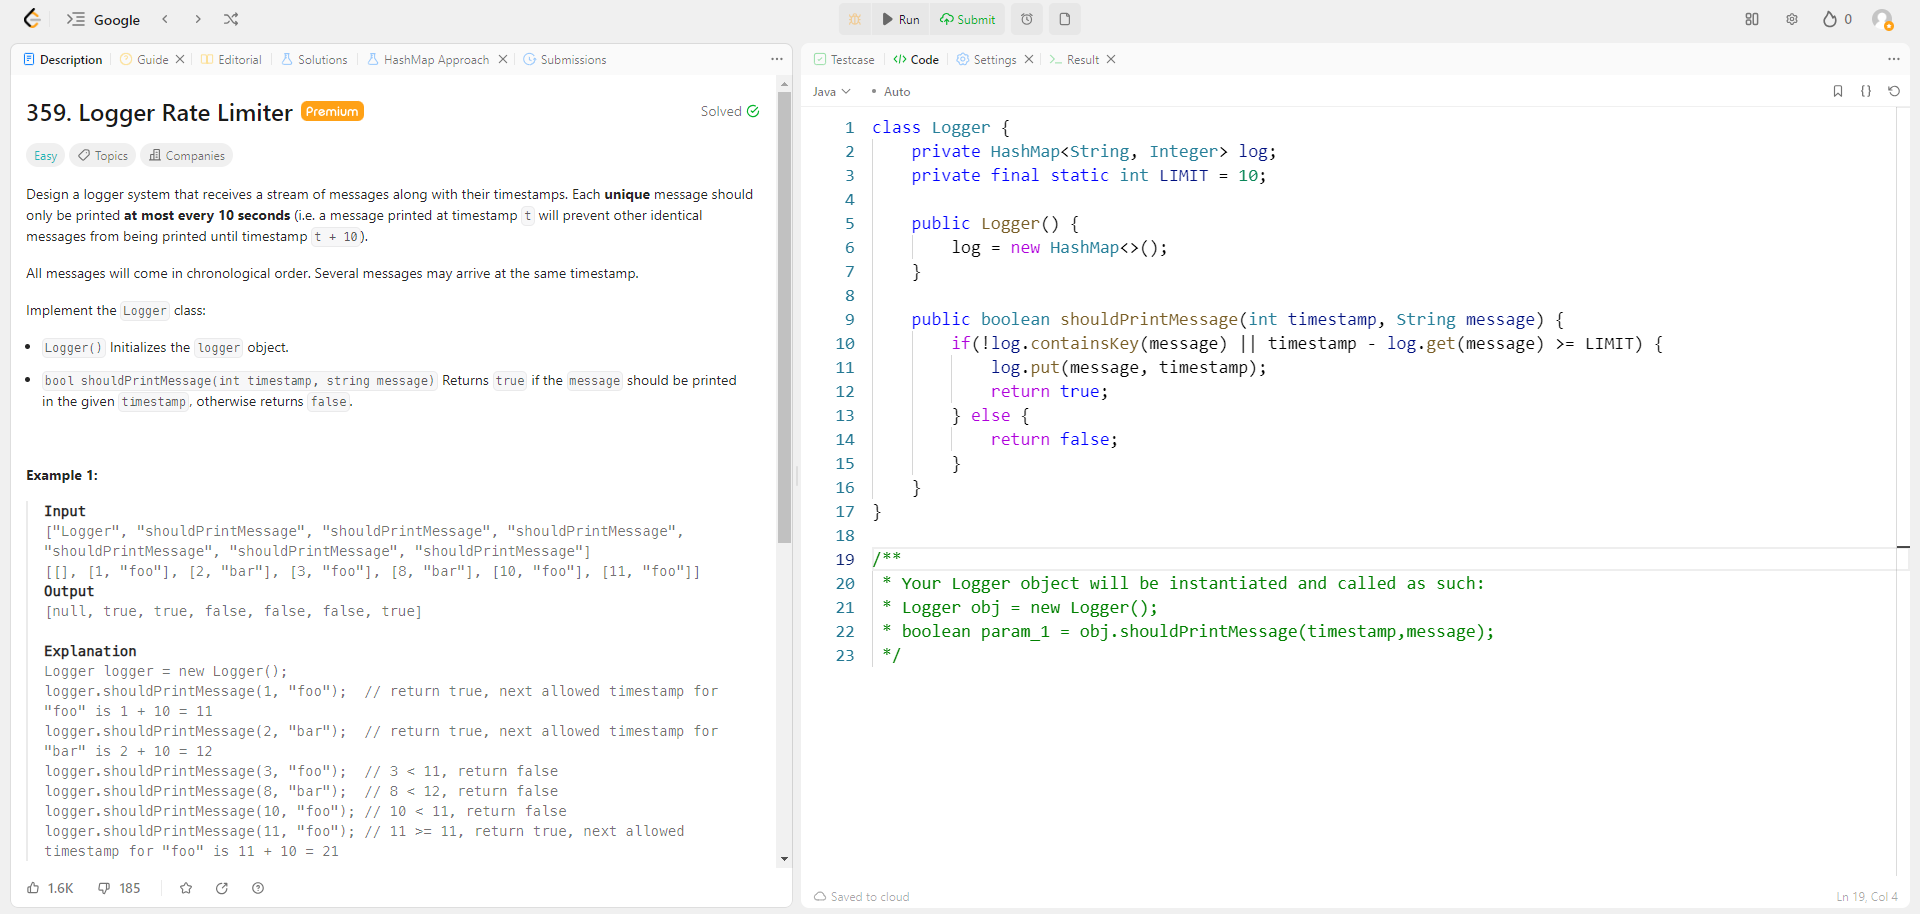 Google
Run
Submit
0
Description
Guide
Editorial
Solutions
HashMap Approach
Submissions
359. Logger Rate Limiter
Premium
Solved
Easy
Topics
Companies
Design a logger system that receives a stream of messages along with their timestamps. Each unique message should
only be printed at most every 10 seconds (i.e. a message printed at timestamp t will prevent other identical
messages from being printed until timestamp t + 10).
All messages will come in chronological order. Several messages may arrive at the same timestamp.
Implement the Logger class:
• Logger() Initializes the logger object.
• bool shouldPrintMessage(int timestamp, string message) Returns true if the message should be printed
in the given timestamp, otherwise returns false.
Example 1:
Input
["Logger", "shouldPrintMessage", "shouldPrintMessage", "shouldPrintMessage",
"shouldPrintMessage", "shouldPrintMessage", "shouldPrintMessage"]
[[], [1, "foo"], [2, "bar"], [3, "foo"], [8, "bar"], [10, "foo"], [11, "foo"]]
Output
[null, true, true, false, false, false, true]
Explanation
Logger logger = new Logger();
logger.shouldPrintMessage(1, "foo");  // return true, next allowed timestamp for
"foo" is 1 + 10 = 11
logger.shouldPrintMessage(2, "bar");  // return true, next allowed timestamp for
"bar" is 2 + 10 = 12
logger.shouldPrintMessage(3, "foo");  // 3 < 11, return false
logger.shouldPrintMessage(8, "bar");  // 8 < 12, return false
logger.shouldPrintMessage(10, "foo"); // 10 < 11, return false
logger.shouldPrintMessage(11, "foo"); // 11 >= 11, return true, next allowed
timestamp for "foo" is 11 + 10 = 21
1.6K
185
Testcase
Code
Settings
Result
Java
• Auto
1 class Logger {
2     private HashMap<String, Integer> log;
3     private final static int LIMIT = 10;
4
5     public Logger() {
6         log = new HashMap<>();
7     }
8
9     public boolean shouldPrintMessage(int timestamp, String message) {
10         if(!log.containsKey(message) || timestamp - log.get(message) >= LIMIT) {
11             log.put(message, timestamp);
12             return true;
13         } else {
14             return false;
15         }
16     }
17 }
18
19 /**
20  * Your Logger object will be instantiated and called as such:
21  * Logger obj = new Logger();
22  * boolean param_1 = obj.shouldPrintMessage(timestamp,message);
23  */
Saved to cloud
Ln 19, Col 4